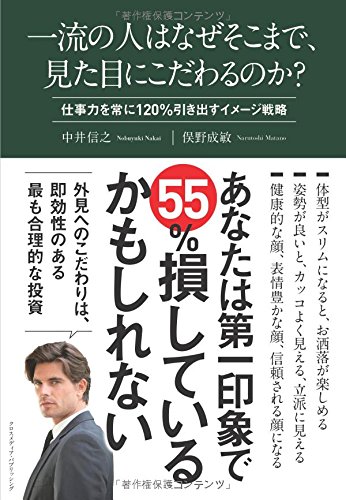 「著作権保護コンテンツ」
一流の人はなぜそこまで、
見た目にこだわるのか?
仕事力を常に120%引き出すイメージ戦略
中井信之 Nobuyuki Nakai | 俣野成敏 Narutoshi Matano
体型がスリムになると、お洒落が楽しめる
姿勢が良いと、カッコよく見える、立派に見える
健康的な顔、表情豊かな顔、信頼される顔になる
あなたは第一印象で
55%損している
かもしれない
外見へのこだわりは、
即効性のある
最も合理的な投資
クロスメディア・パブリッシング
「著作権保護コンテンツ」